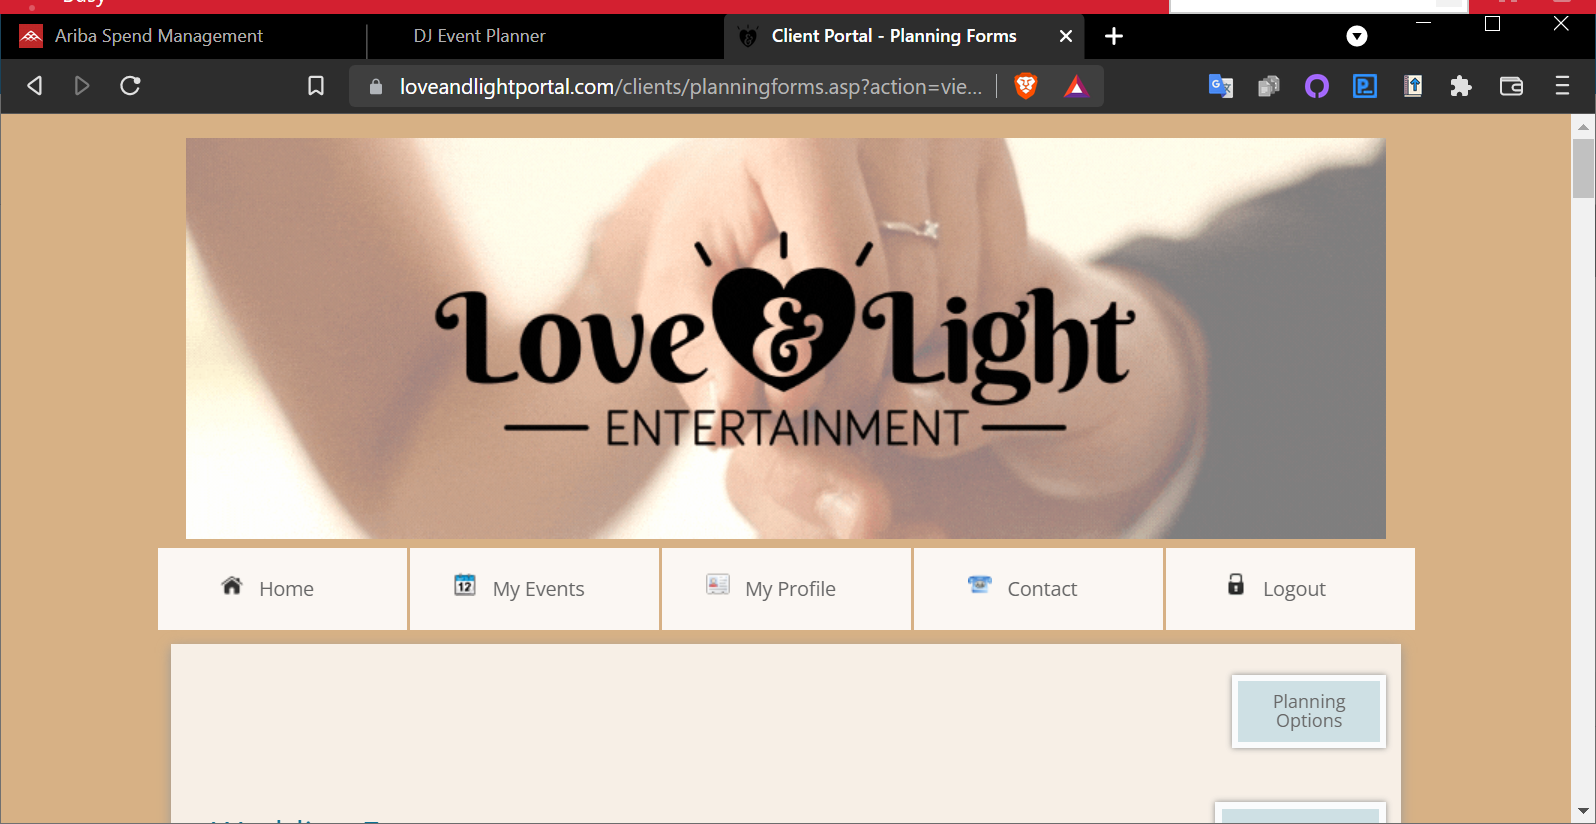 Busy
Ariba Spend Management
DJ Event Planner
Client Portal - Planning Forms
loveandlightportal.com/clients/planningforms.asp?action=vie...
Love & Light
ENTERTAINMENT
Home
12
My Events
My Profile
Contact
Logout
Planning
Options